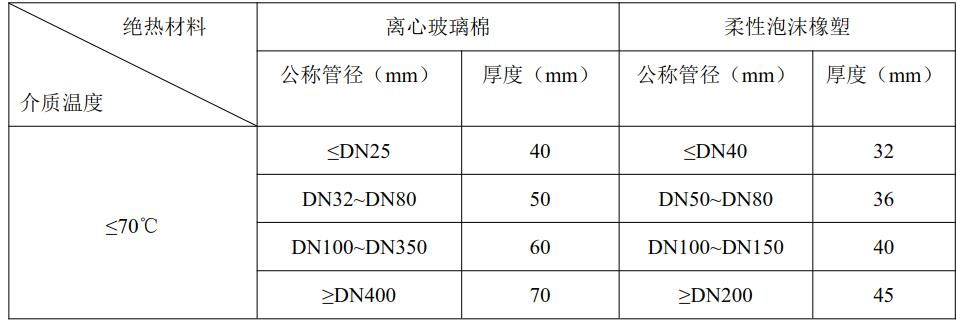 绝热材料 离心玻璃棉 柔性泡沫橡塑
介质温度 公称管径（mm） 厚度（mm） 公称管径（mm） 厚度（mm）
≤70℃
≤DN25 40 ≤DN40 32
DN32~DN80 50 DN50~DN80 36
DN100~DN350 60 DN100~DN150 40
≥DN400 70 ≥DN200 45